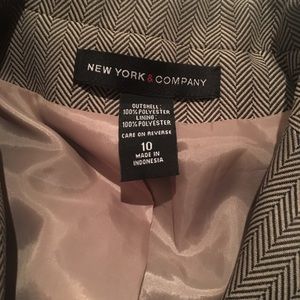 NEW YORK & COMPANY
OUTSHELL:
100% POLYESTER
LINING:
100% POLYESTER
CARE ON REVERSE
10
MADE IN
INDONESIA